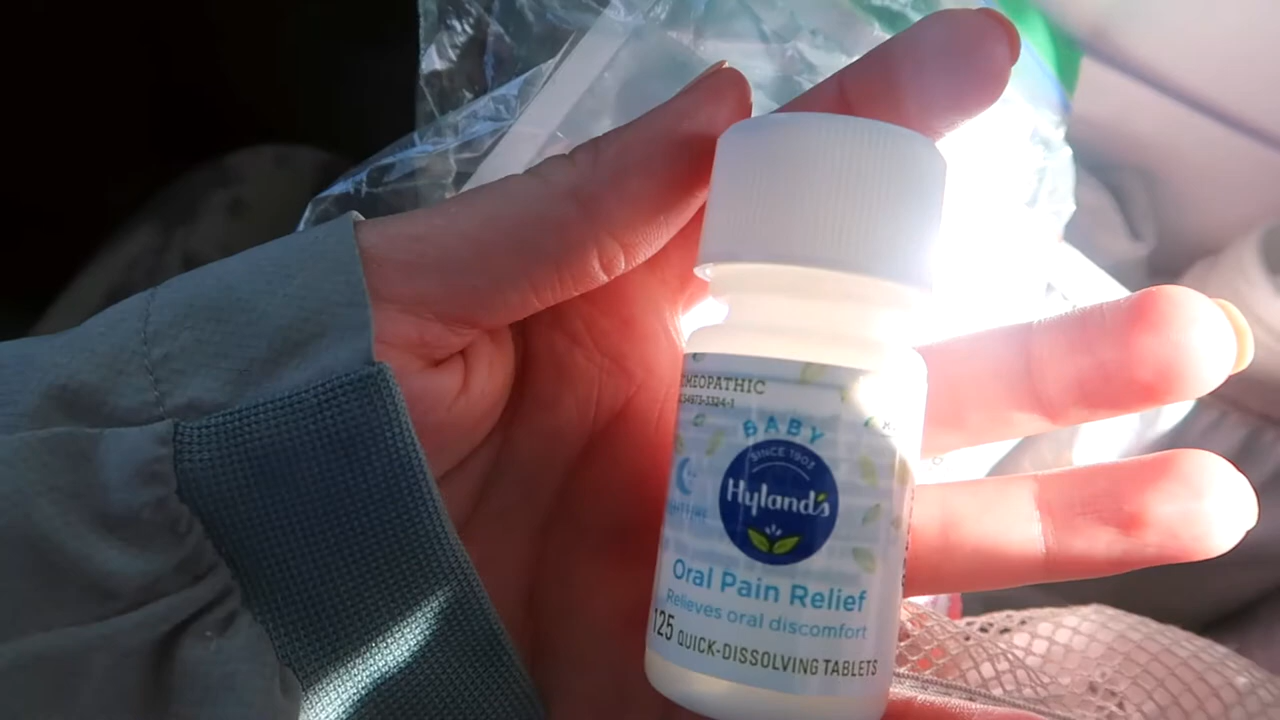 OMEOPATHIC
BABY
SINCE 1903
Hyland's
Oral Pain Relief
Relieves oral discomfort
125 QUICK-DISSOLVING TABLETS